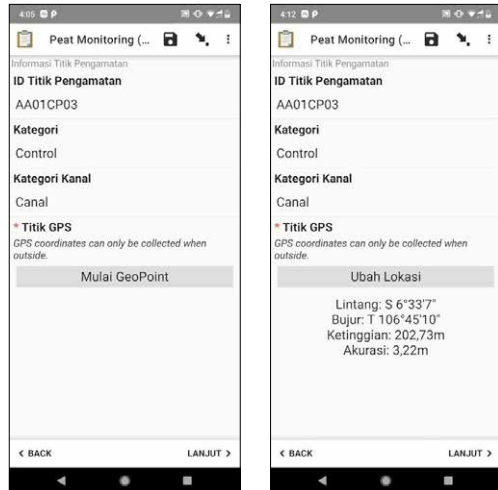 4:05
Peat Monitoring (...
Informasi Titik Pengamatan
ID Titik Pengamatan
AA01CP03
Kategori
Control
Kategori Kanal
Canal
* Titik GPS
GPS coordinates can only be collected when
outside.
Mulai GeoPoint
< BACK
LANJUT >
4:12
Peat Monitoring (...
Informasi Titik Pengamatan
ID Titik Pengamatan
AA01CP03
Kategori
Control
Kategori Kanal
Canal
* Titik GPS
GPS coordinates can only be collected when
outside.
Ubah Lokasi
Lintang: S 6°33'7"
Bujur: T 106°45'10"
Ketinggian: 202,73m
Akurasi: 3,22m
< BACK
LANJUT >